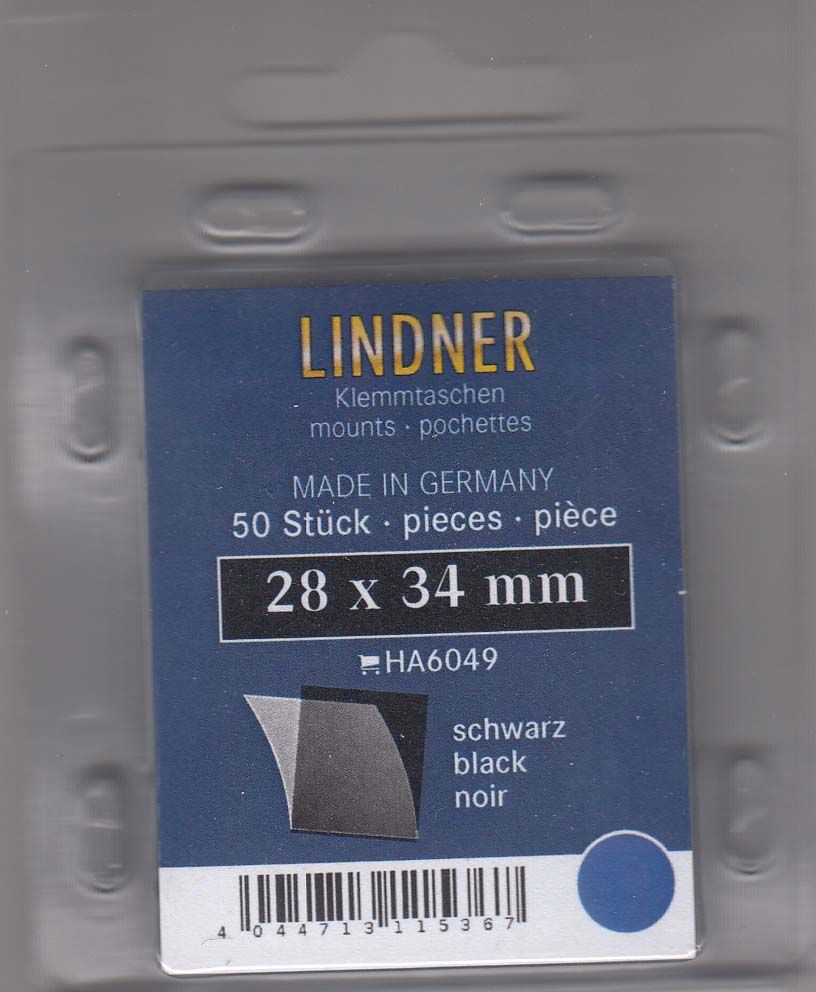 LINDNER
Klemmtaschen
mounts · pochettes
MADE IN GERMANY
50 Stück · pieces · pièce
28 x 34 mm
HA6049
schwarz
black
noir
4 044713 115367